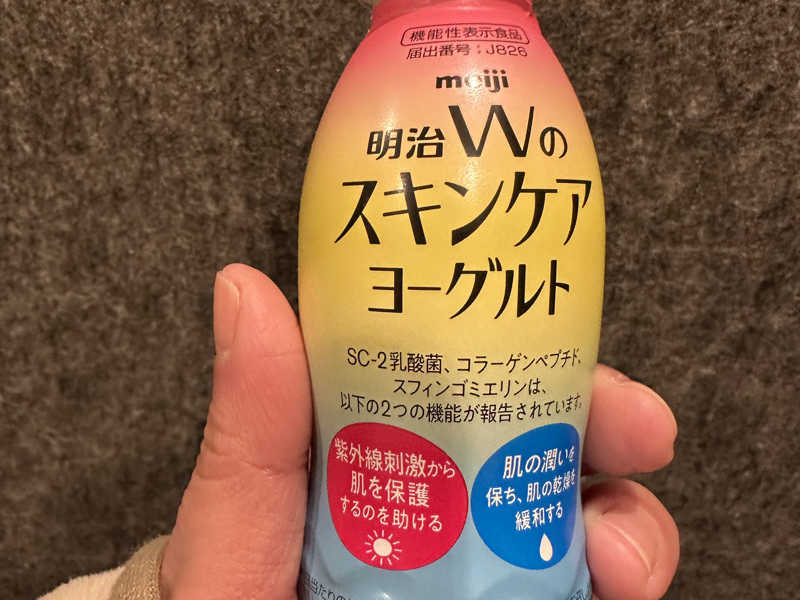 機能性表示食品
届出番号：J826
meiji
明治Wの
スキンケア
ヨーグルト
SC-2乳酸菌、コラーゲンペプチド、
スフィンゴミエリンは、
以下の2つの機能が報告されています。
紫外線刺激から
肌を保護
するのを助ける
肌の潤いを
保ち、肌の乾燥を
緩和する
当たりの